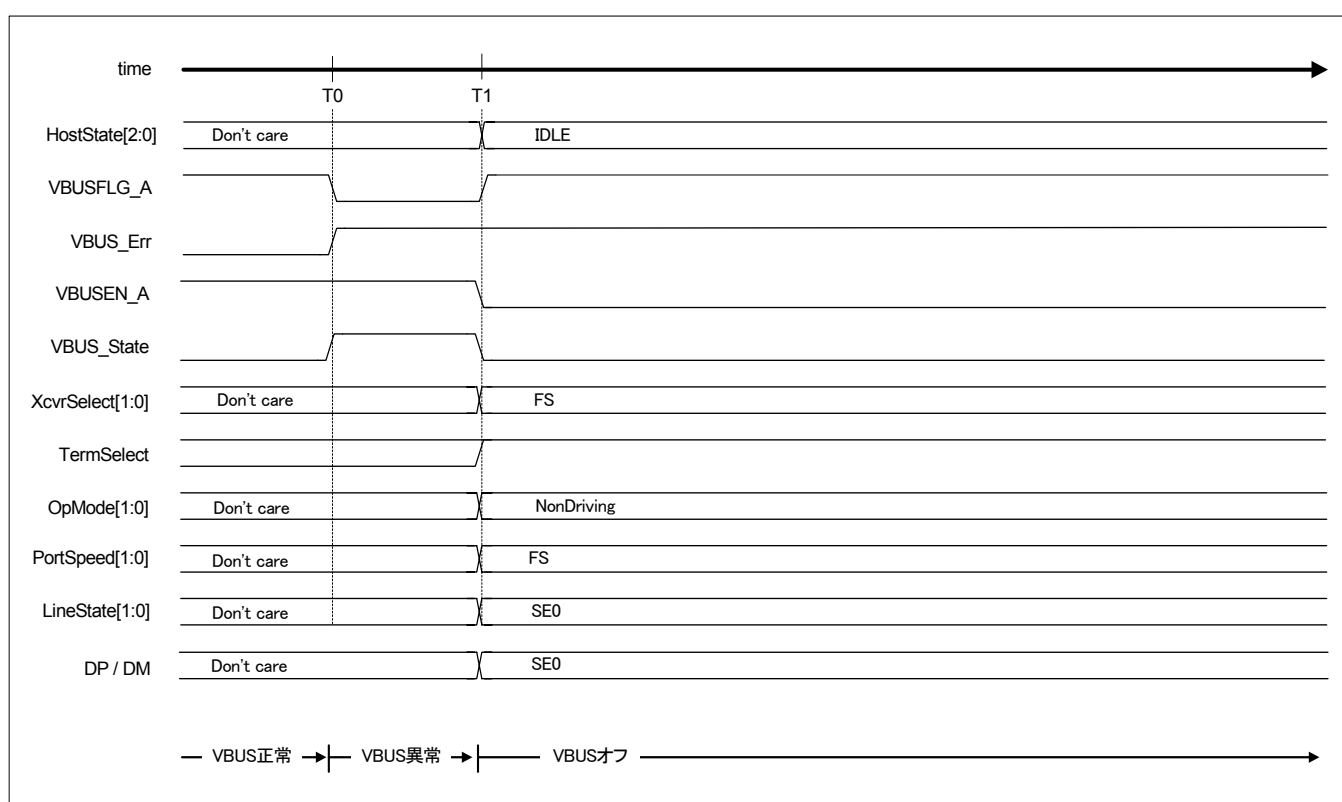 time
T0 T1
HostState[2:0] Don't care IDLE
VBUSFLG_A
VBUS_Err
VBUSEN_A
VBUS_State
XcvrSelect[1:0] Don't care FS
TermSelect
OpMode[1:0] Don't care NonDriving
PortSpeed[1:0] Don't care FS
LineState[1:0] Don't care SE0
DP / DM Don't care SE0
VBUS正常 VBUS異常 VBUSオフ